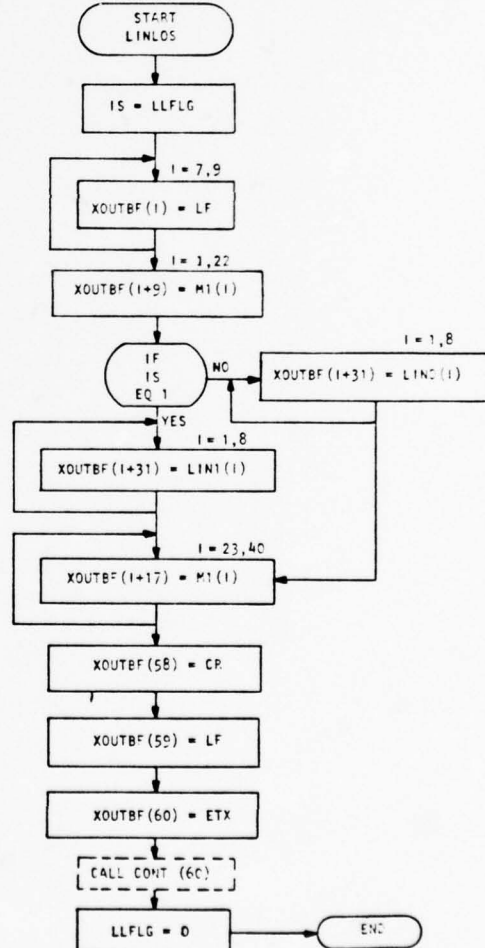 START
LINLOS
IS = LLFLG
I = 7,9
XOUTBF(I) = LF
I = 1,22
XOUTBF(I+9) = M1(I)
IF
IS
EQ 1
NO
I = 1,8
XOUTBF(I+31) = LIN2(I)
YES
I = 1,8
XOUTBF(I+31) = LIN1(I)
I = 23,40
XOUTBF(I+17) = M1(I)
XOUTBF(58) = CR
XOUTBF(59) = LF
XOUTBF(60) = ETX
CALL CONT (60)
LLFLG = 0
END